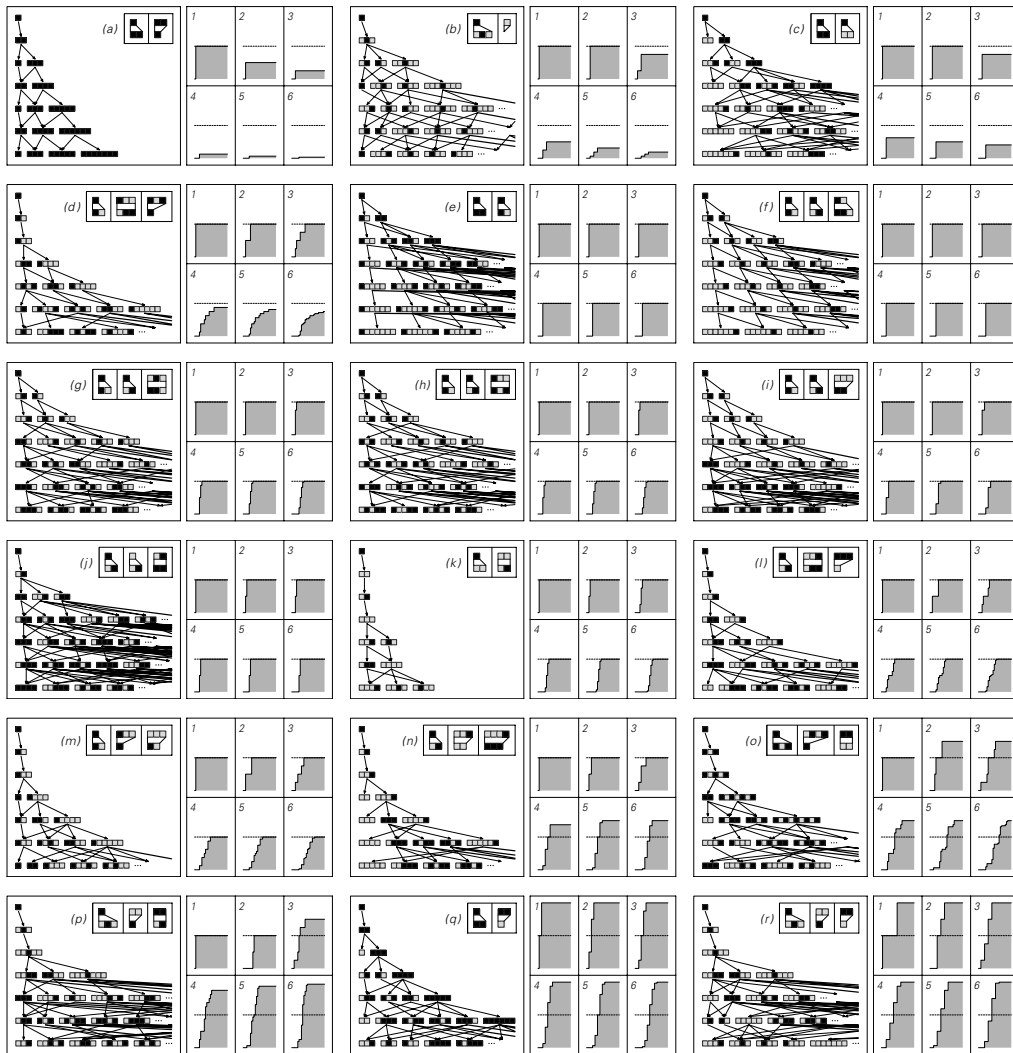 (a) 1 2 3 (b) 1 2 3 (c) 1 2 3
4 5 6 ... 4 5 6 4 5 6
... ...
(d) 1 2 3 (e) 1 2 3 (f) 1 2 3
... ...
4 5 6 4 5 6 4 5 6
... ... ...
(g) 1 2 3 (h) 1 2 3 (i) 1 2 3
4 5 6 4 5 6 4 5 6
... ... ...
... ... ...
... ... ...
(j) 1 2 3 (k) 1 2 3 (l) 1 2 3
...
4 5 6 4 5 6 4 5 6
...
...
... ...
(m) 1 2 3 (n) 1 2 3 (o) 1 2 3
4 5 6 4 5 6 4 5 6
...
... ... ...
(p) 1 2 3 (q) 1 2 3 (r) 1 2 3
4 5 6 4 5 6 4 5 6
... ...
... ... ...